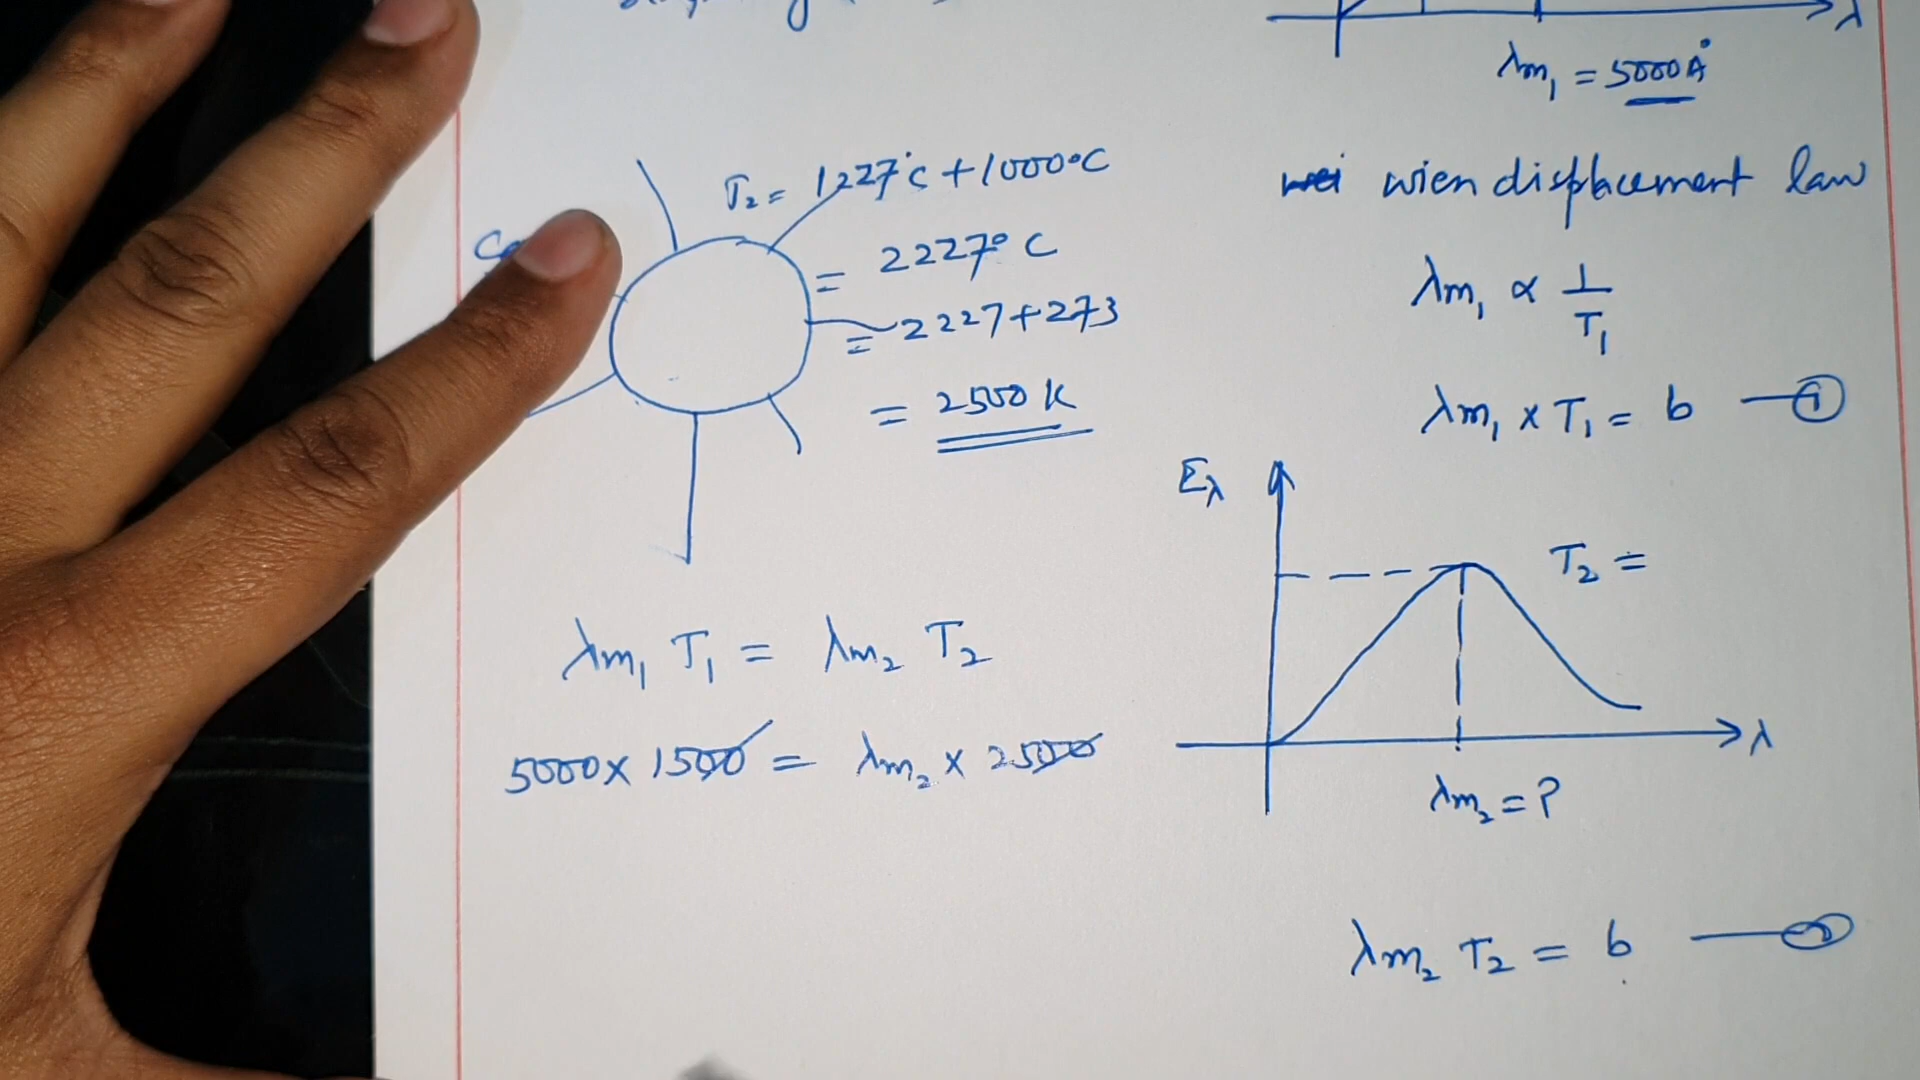 λ
λm₁ = 5000Å
T₂ = 1227°C + 1000°C
= 2227° C
= 2227+273
= 2500 K
wien displacement law
λm₁ ∝ 1/T₁
λm₁ × T₁ = b — ①
Eλ
T₂ =
λ
λm₂ = ?
λm₁ T₁ = λm₂ T₂
5000 × 1500 = λm₂ × 2500
λm₂ T₂ = b — ②